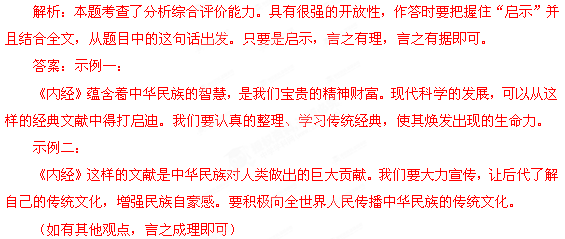 解析：本题考查了分析综合评价能力。具有很强的开放性，作答时要把握住“启示”并
且结合全文，从题目中的这句话出发。只要是启示，言之有理，言之有据即可。
答案：示例一：
《内经》蕴含着中华民族的智慧，是我们宝贵的精神财富。现代科学的发展，可以从这
样的经典文献中得打启迪。我们要认真的整理、学习传统经典，使其焕发出现的生命力。
示例二：
《内经》这样的文献是中华民族对人类做出的巨大贡献。我们要大力宣传，让后代了解
自己的传统文化，增强民族自豪感。要积极向全世界人民传播中华民族的传统文化。
（如有其他观点，言之成理即可）